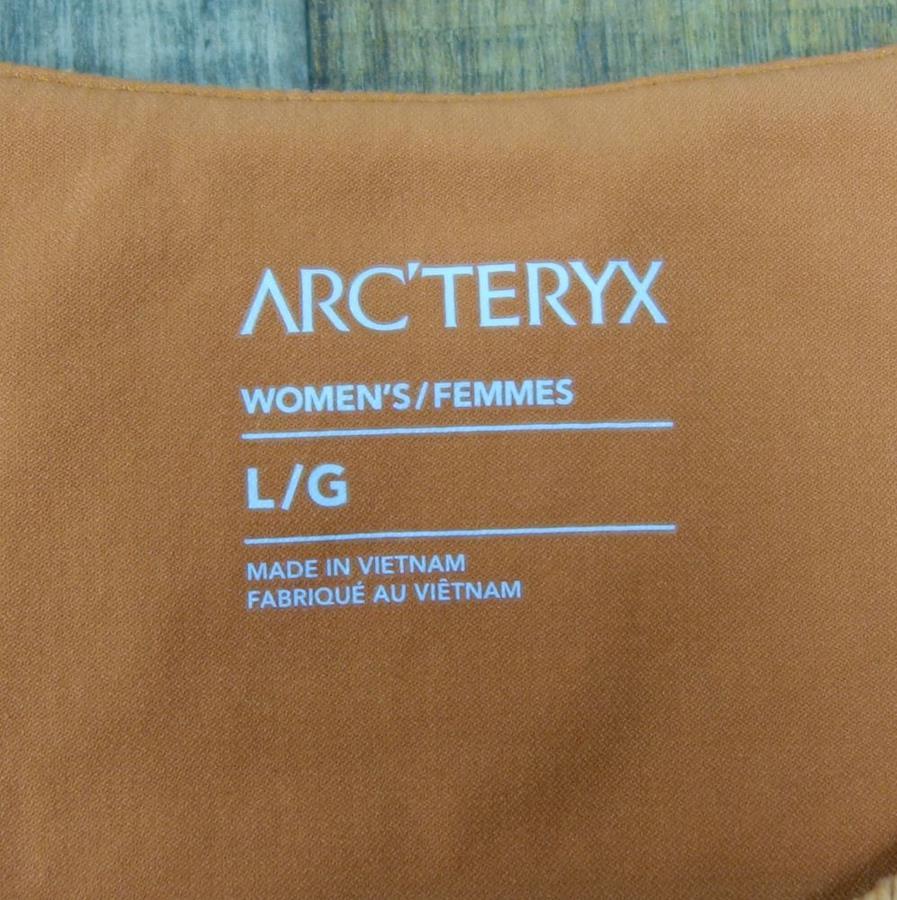 ARC'TERYX
WOMEN'S/FEMMES
L/G
MADE IN VIETNAM
FABRIQUÉ AU VIÊTNAM